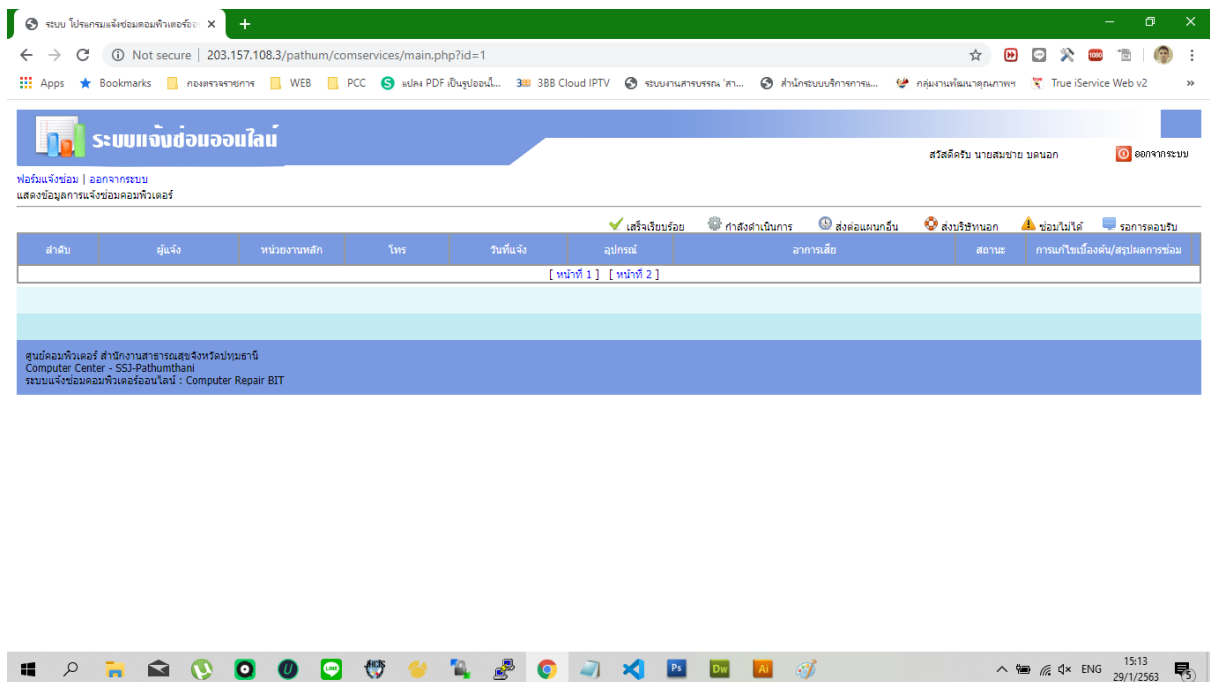 ระบบ โปรแกรมแจ้งซ่อมคอมพิวเตอร์ออ
Not secure | 203.157.108.3/pathum/comservices/main.php?id=1
Apps Bookmarks กองตรวจราชการ WEB PCC แปลง PDF เป็นรูปออนไ... 3BB Cloud IPTV ระบบงานสารบรรณ 'สา... สำนักระบบบริการการแ... กลุ่มงานพัฒนาคุณภาพฯ True iService Web v2 »
ระบบแจ้งซ่อมออนไลน์
สวัสดีครับ นายสมชาย บดนอก ออกจากระบบ
ฟอร์มแจ้งซ่อม | ออกจากระบบ
แสดงข้อมูลการแจ้งซ่อมคอมพิวเตอร์
เสร็จเรียบร้อย กำลังดำเนินการ ส่งต่อแผนกอื่น ส่งบริษัทนอก ซ่อมไม่ได้ รอการตอบรับ
ลำดับ ผู้แจ้ง หน่วยงานหลัก โทร วันที่แจ้ง อุปกรณ์ อาการเสีย สถานะ การแก้ไขเบื้องต้น/สรุปผลการซ่อม
[ หน้าที่ 1 ] [ หน้าที่ 2 ]
ศูนย์คอมพิวเตอร์ สำนักงานสาธารณสุขจังหวัดปทุมธานี
Computer Center - SSJ-Pathumthani
ระบบแจ้งซ่อมคอมพิวเตอร์ออนไลน์ : Computer Repair BIT
ENG 15:13
29/1/2563